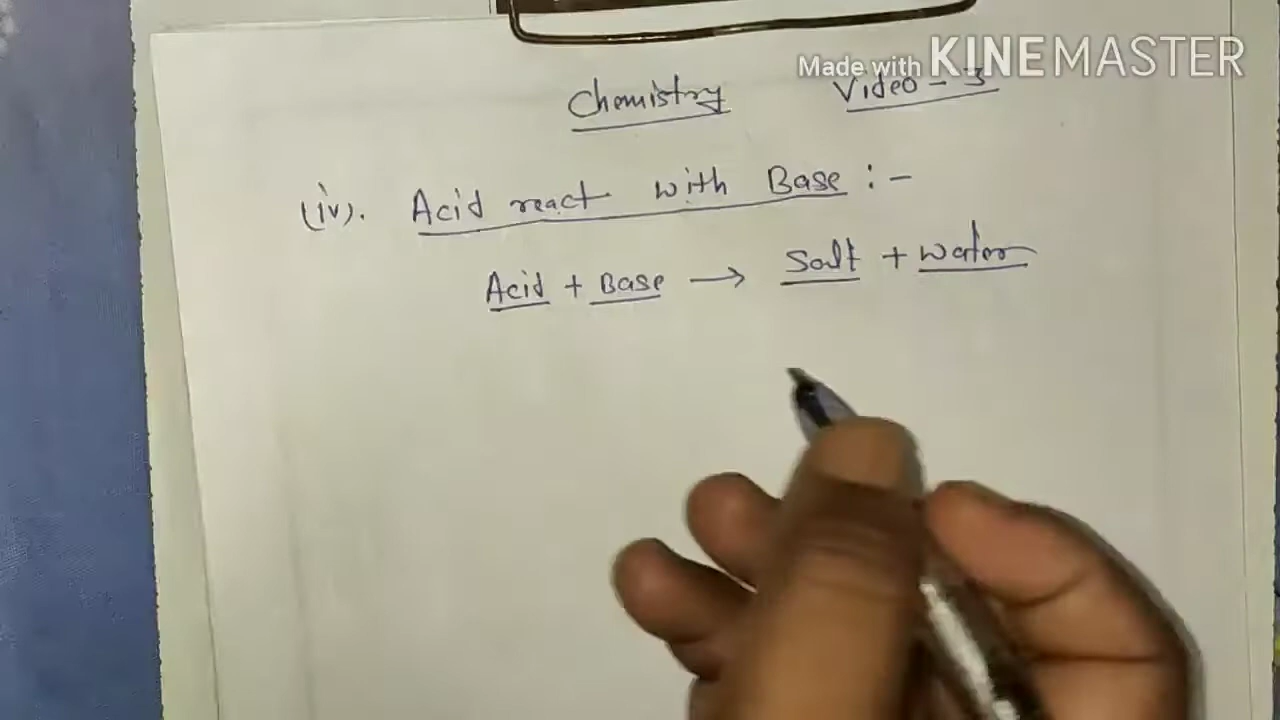 Made with KINEMASTER
Chemistry Video - 3
(iv). Acid react with Base :-
Acid + Base → Salt + water